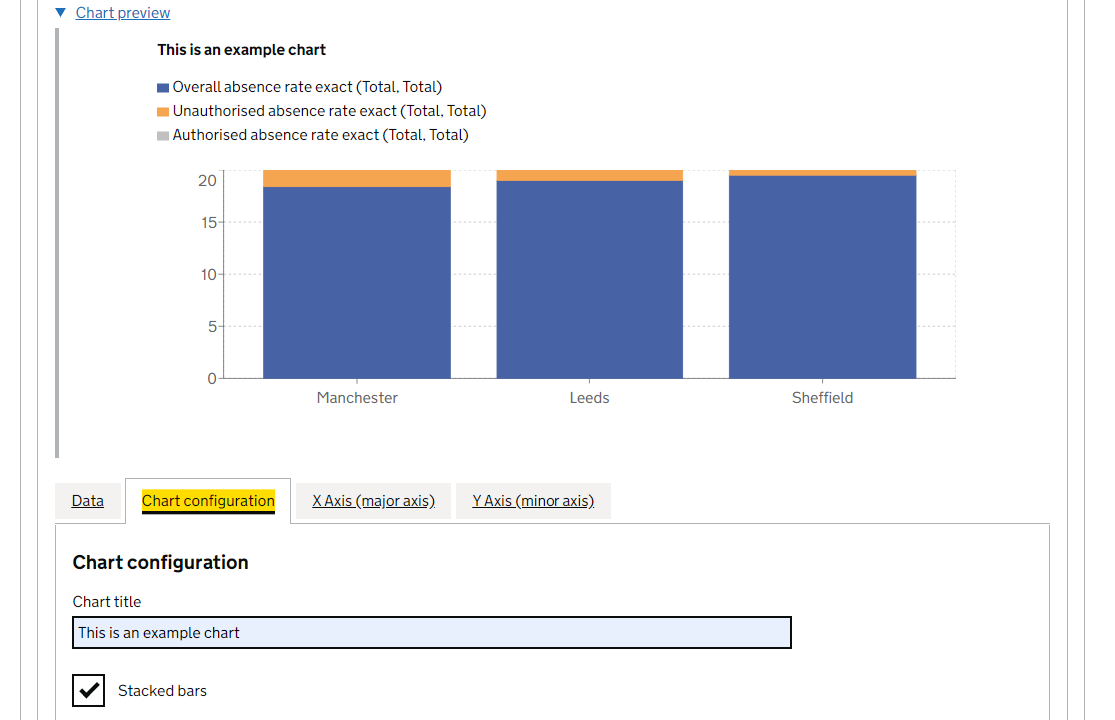 Chart preview
This is an example chart
Overall absence rate exact (Total, Total)
Unauthorised absence rate exact (Total, Total)
Authorised absence rate exact (Total, Total)
20
15
10
5
0
Manchester Leeds Sheffield
Data Chart configuration X Axis (major axis) Y Axis (minor axis)
Chart configuration
Chart title
This is an example chart
Stacked bars